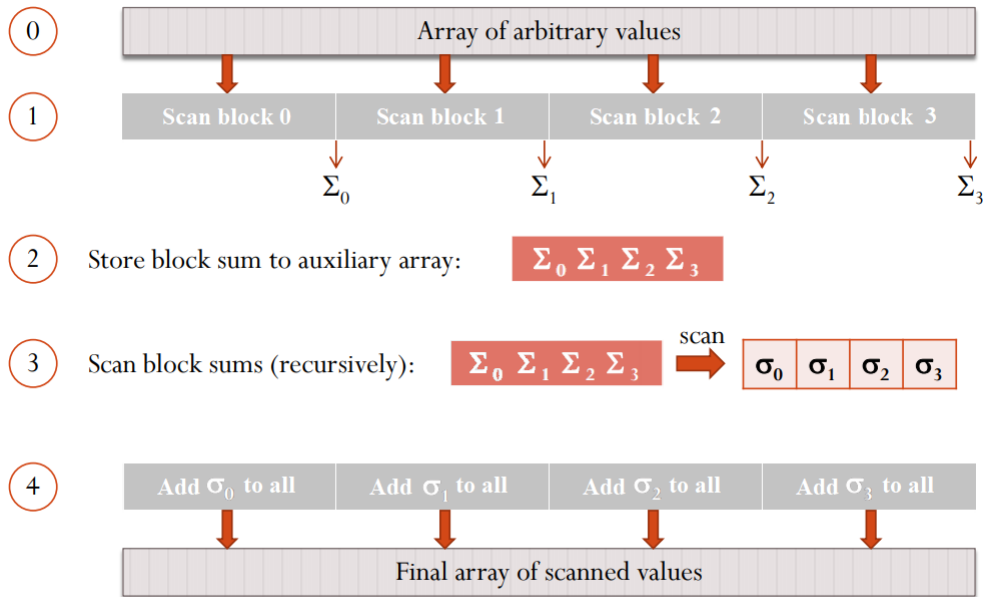 0
Array of arbitrary values
1
Scan block 0 Scan block 1 Scan block 2 Scan block 3
Σ₀ Σ₁ Σ₂ Σ₃
2
Store block sum to auxiliary array: Σ₀ Σ₁ Σ₂ Σ₃
scan
3
Scan block sums (recursively): Σ₀ Σ₁ Σ₂ Σ₃ σ₀ σ₁ σ₂ σ₃
4
Add σ₀ to all Add σ₁ to all Add σ₂ to all Add σ₃ to all
Final array of scanned values